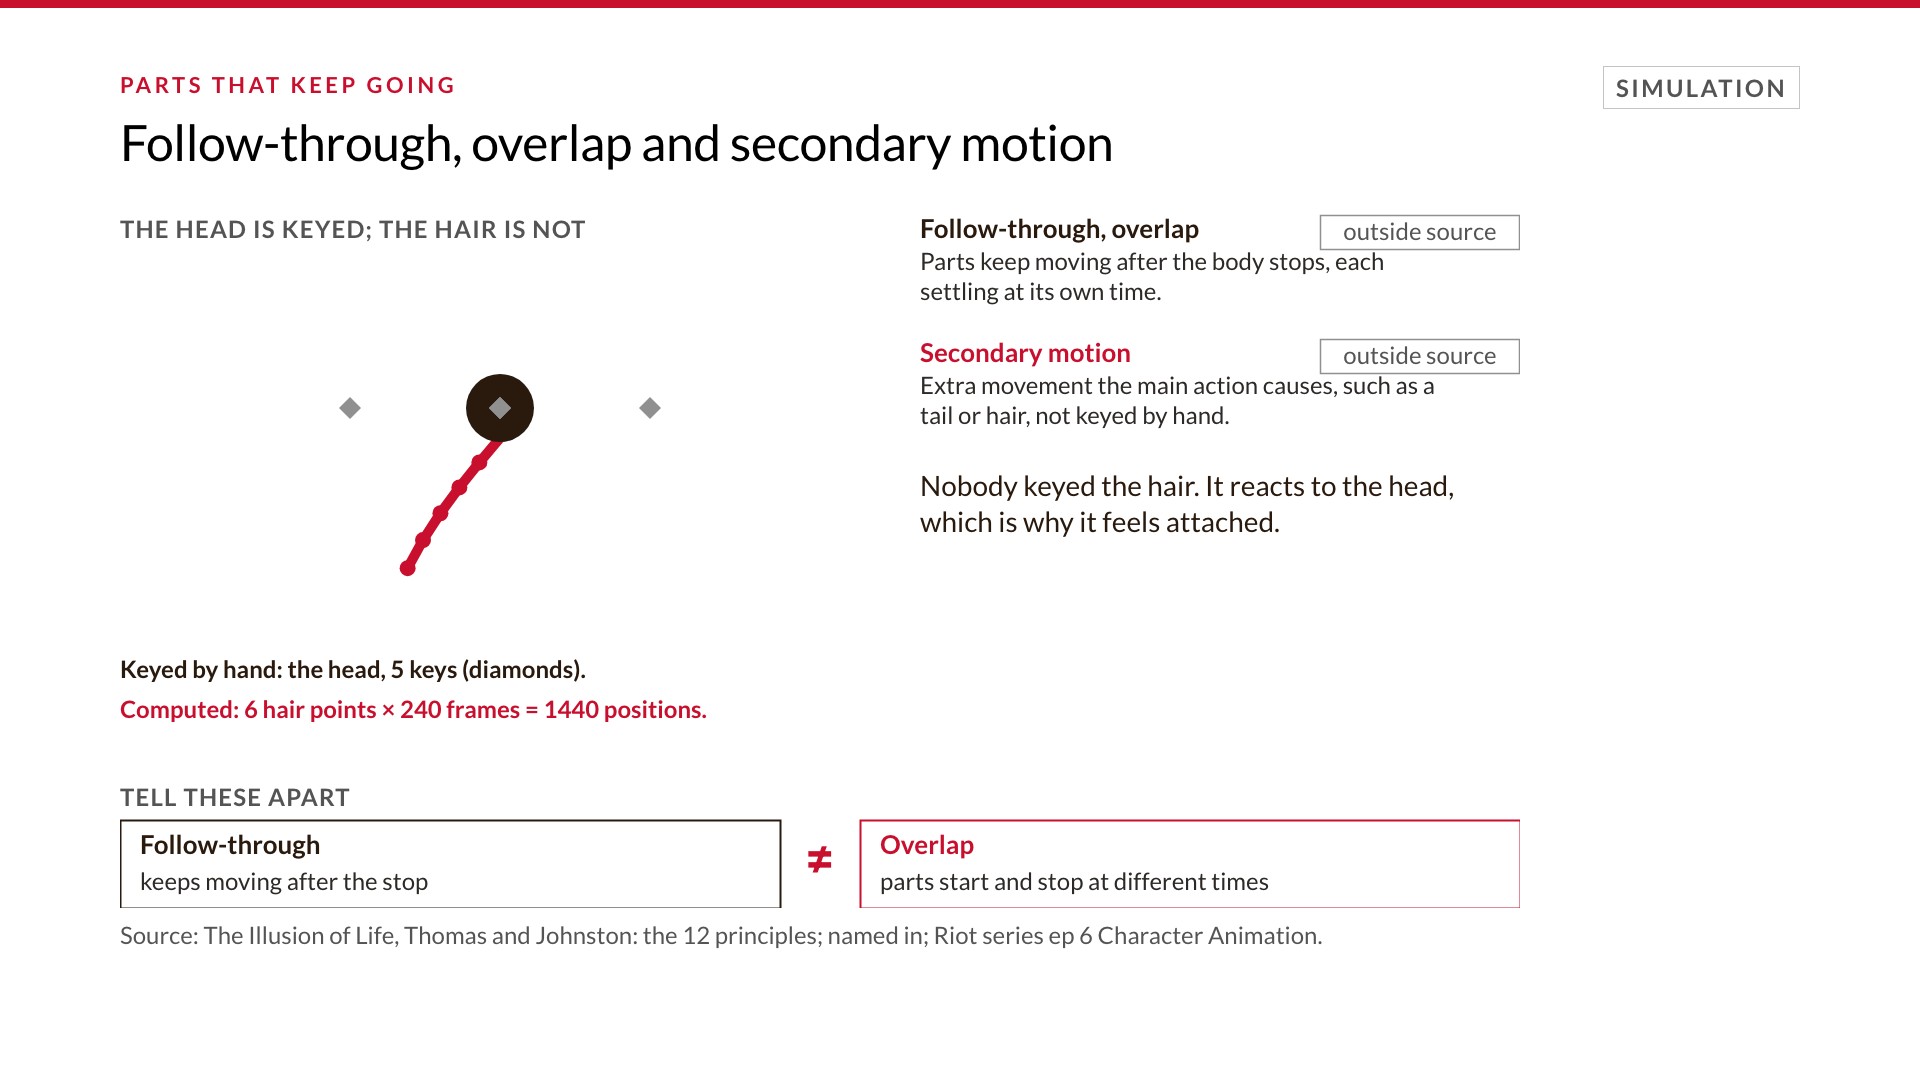 PARTS THAT KEEP GOING
SIMULATION
Follow-through, overlap and secondary motion
THE HEAD IS KEYED; THE HAIR IS NOT
Follow-through, overlap
outside source
Parts keep moving after the body stops, each
settling at its own time.
Secondary motion
outside source
Extra movement the main action causes, such as a
tail or hair, not keyed by hand.
Nobody keyed the hair. It reacts to the head,
which is why it feels attached.
Keyed by hand: the head, 5 keys (diamonds).
Computed: 6 hair points × 240 frames = 1440 positions.
TELL THESE APART
Follow-through
keeps moving after the stop
≠
Overlap
parts start and stop at different times
Source: The Illusion of Life, Thomas and Johnston: the 12 principles; named in; Riot series ep 6 Character Animation.